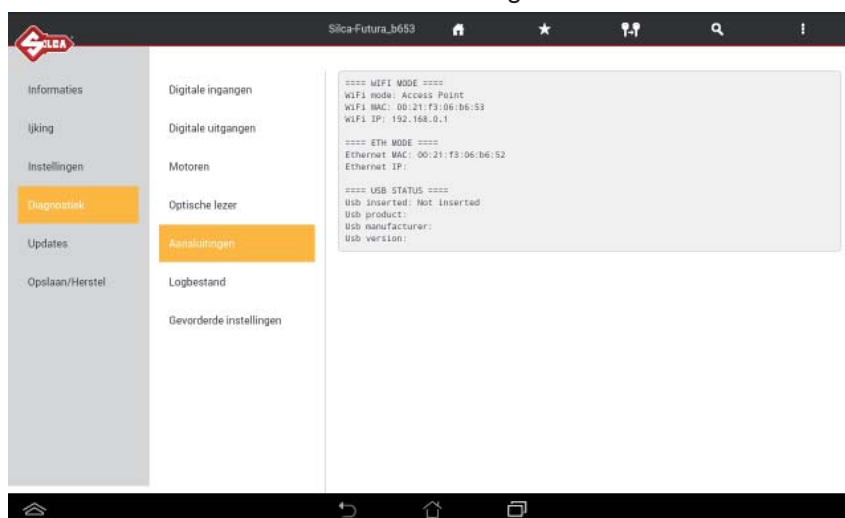 SILCA
Silca-Futura_b653
Informaties
Ijking
Instellingen
Diagnostiek
Updates
Opslaan/Herstel
Digitale ingangen
Digitale uitgangen
Motoren
Optische lezer
Aansluitingen
Logbestand
Gevorderde instellingen
==== WIFI MODE ====
WiFi mode: Access Point
WiFi MAC: 00:21:f3:06:b6:53
WiFi IP: 192.168.0.1
==== ETH MODE ====
Ethernet MAC: 00:21:f3:06:b6:52
Ethernet IP:
==== USB STATUS ====
Usb inserted: Not inserted
Usb product:
Usb manufacturer:
Usb version: